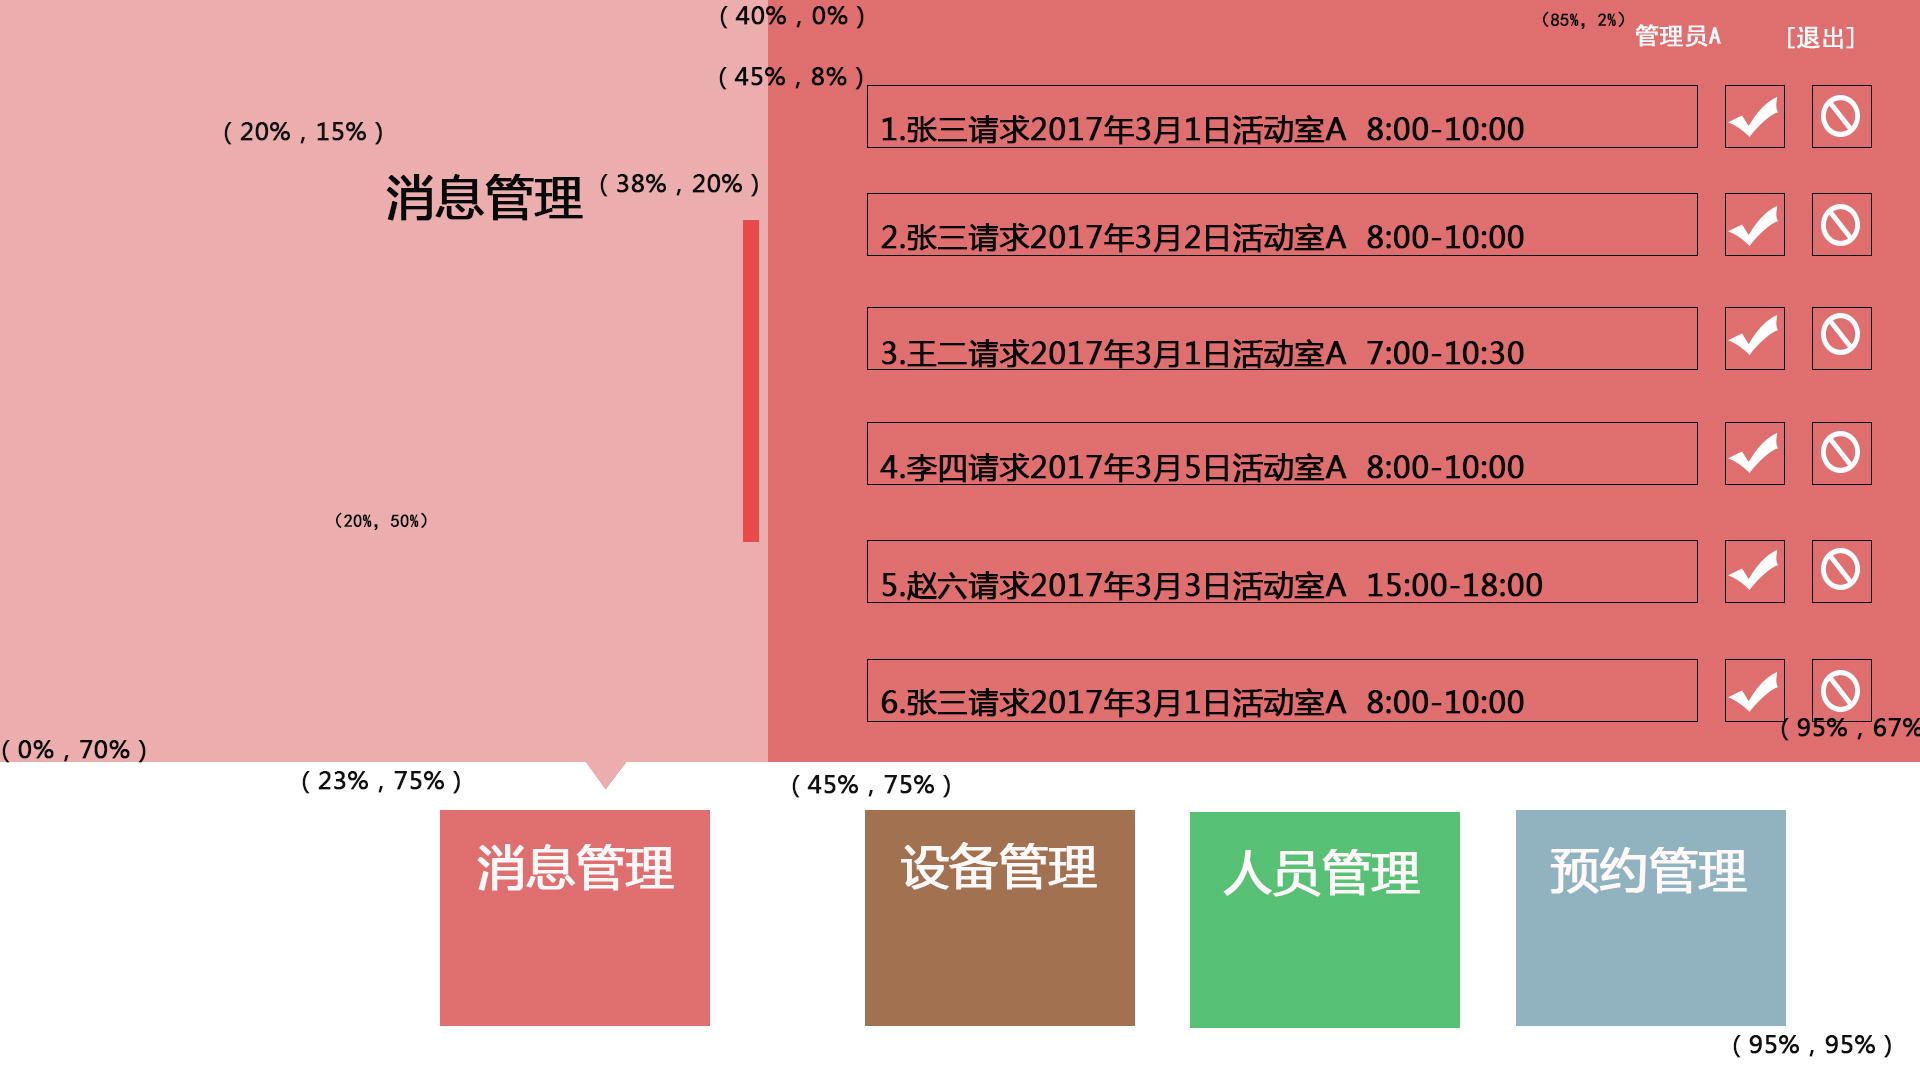 (40%,0%)
(85%, 2%)
管理员A [退出]
(45%,8%)
1.张三请求2017年3月1日活动室A 8:00-10:00
(20%,15%)
消息管理
(38%,20%)
2.张三请求2017年3月2日活动室A 8:00-10:00
3.王二请求2017年3月1日活动室A 7:00-10:30
4.李四请求2017年3月5日活动室A 8:00-10:00
(20%, 50%)
5.赵六请求2017年3月3日活动室A 15:00-18:00
6.张三请求2017年3月1日活动室A 8:00-10:00
(95%,67%
(0%,70%)
(23%,75%)
(45%,75%)
消息管理
设备管理
人员管理
预约管理
(95%,95%)